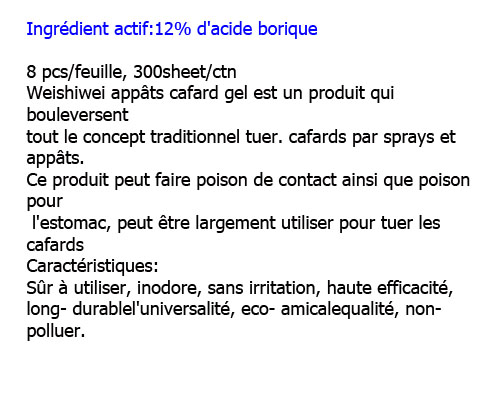 Ingrédient actif:12% d'acide borique
8 pcs/feuille, 300sheet/ctn
Weishiwei appâts cafard gel est un produit qui
bouleversent
tout le concept traditionnel tuer. cafards par sprays et
appâts.
Ce produit peut faire poison de contact ainsi que poison
pour
l'estomac, peut être largement utiliser pour tuer les
cafards
Caractéristiques:
Sûr à utiliser, inodore, sans irritation, haute efficacité,
long- durablel'universalité, eco- amicalequalité, non-
polluer.